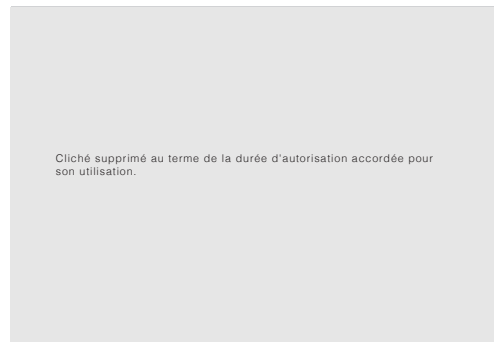 Cliché supprimé au terme de la durée d'autorisation accordée pour
son utilisation.